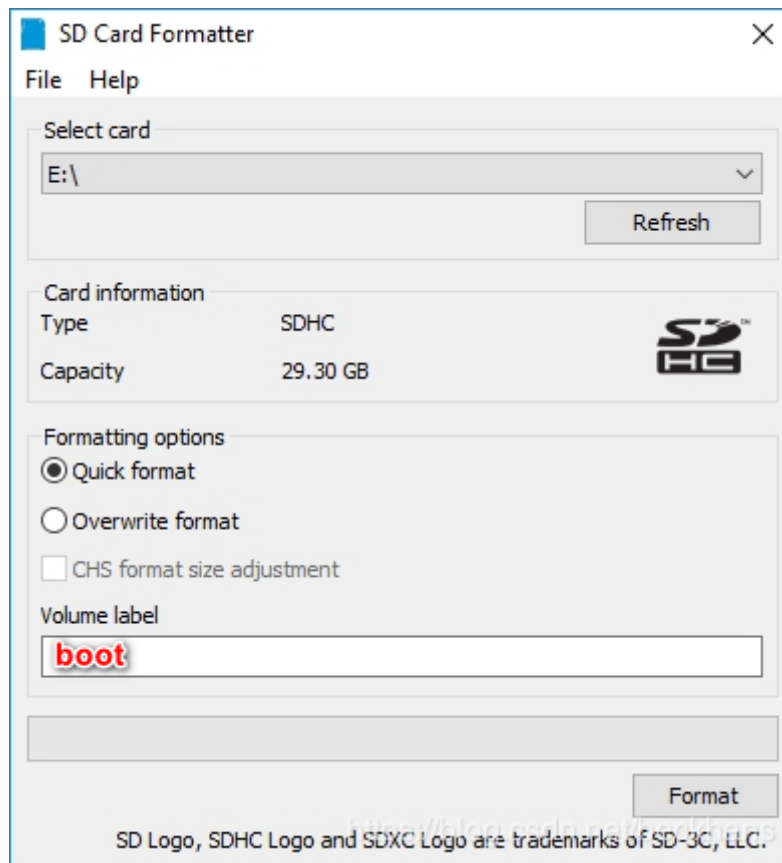 SD Card Formatter
File Help
Select card
E:\
Refresh
Card information
Type SDHC
SD HC
Capacity 29.30 GB
Formatting options
Quick format
Overwrite format
CHS format size adjustment
Volume label
boot
Format
SD Logo, SDHC Logo and SDXC Logo are trademarks of SD-3C, LLC.